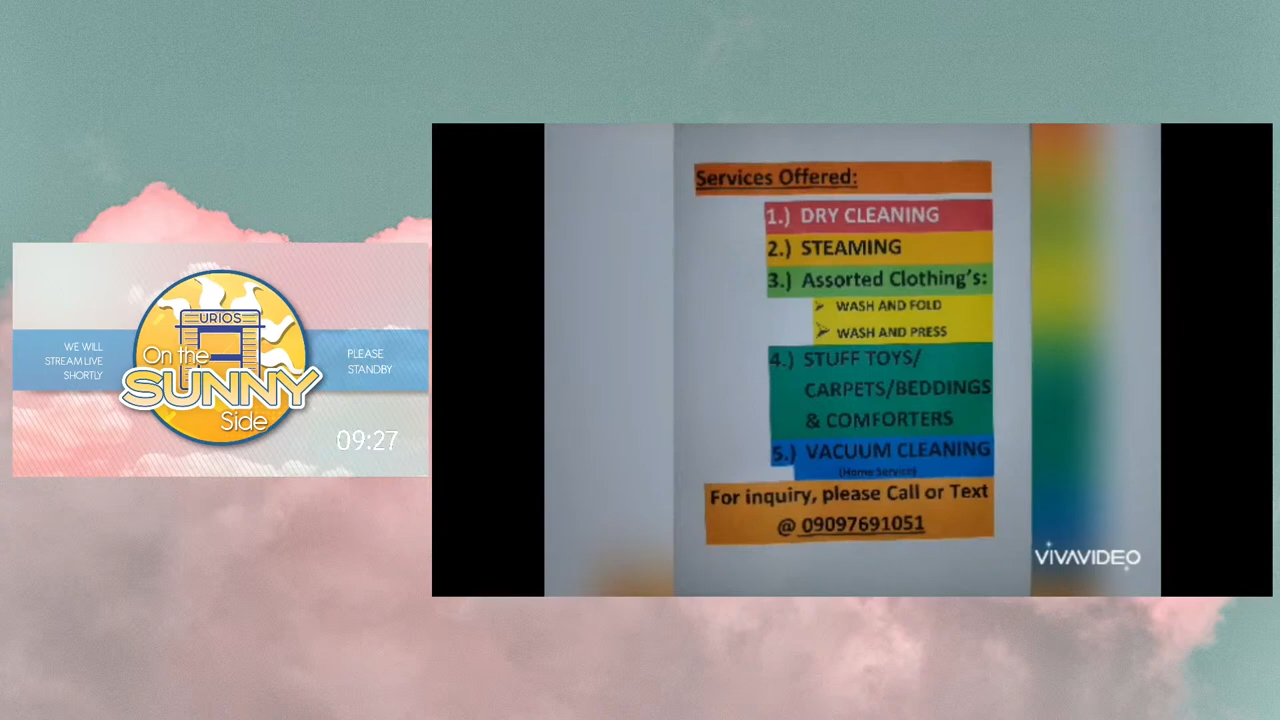 WE WILL
STREAM LIVE
SHORTLY
URIOS
On the
SUNNY
Side
PLEASE
STANDBY
09:27
Services Offered:
1.) DRY CLEANING
2.) STEAMING
3.) Assorted Clothing's:
➢ WASH AND FOLD
➢ WASH AND PRESS
4.) STUFF TOYS/
CARPETS/BEDDINGS
& COMFORTERS
5.) VACUUM CLEANING
(Home Service)
For inquiry, please Call or Text
@ 09097691051
VIVAVIDEO